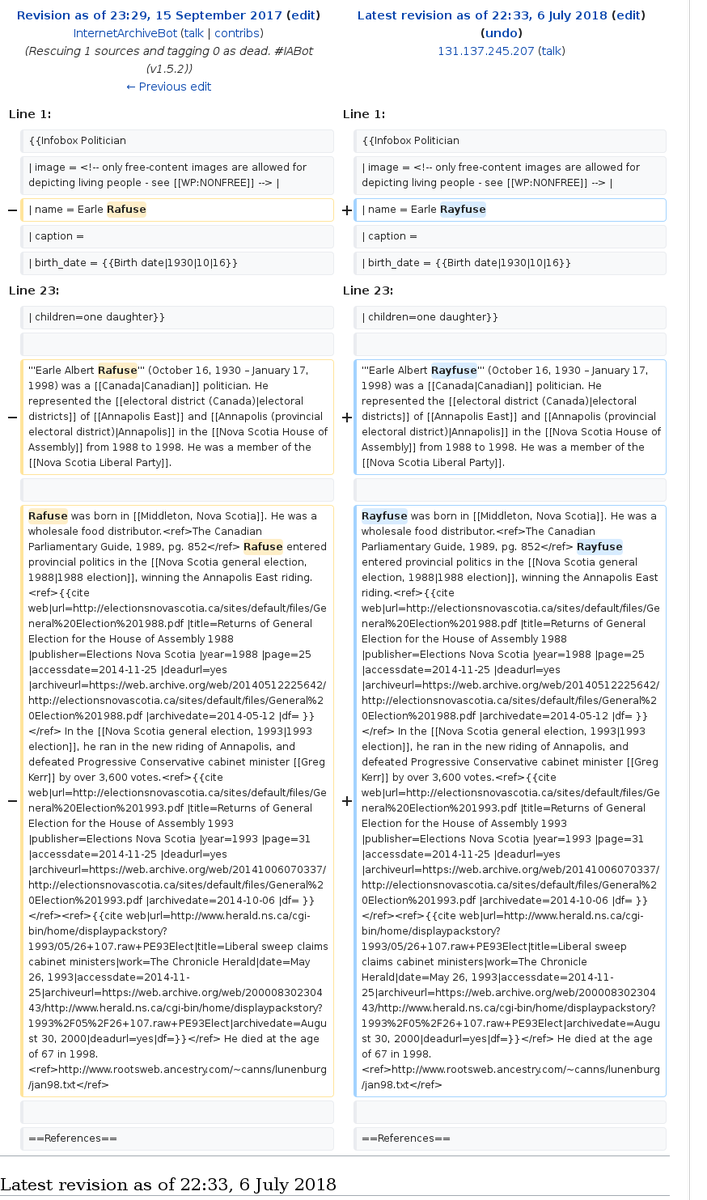 Revision as of 23:29, 15 September 2017 (edit)
InternetArchiveBot (talk | contribs)
(Rescuing 1 sources and tagging 0 as dead. #IABot
(v1.5.2))
← Previous edit
Latest revision as of 22:33, 6 July 2018 (edit)
(undo)
131.137.245.207 (talk)
Line 1:
Line 1:
{{Infobox Politician
{{Infobox Politician
| image = <!-- only free-content images are allowed for
depicting living people - see [[WP:NONFREE]] --> |
| image = <!-- only free-content images are allowed for
depicting living people - see [[WP:NONFREE]] --> |
− | name = Earle Rafuse
+ | name = Earle Rayfuse
| caption =
| caption =
| birth_date = {{Birth date|1930|10|16}}
| birth_date = {{Birth date|1930|10|16}}
Line 23:
Line 23:
| children=one daughter}}
| children=one daughter}}
'''Earle Albert Rafuse''' (October 16, 1930 – January 17,
1998) was a [[Canada|Canadian]] politician. He
represented the [[electoral district (Canada)|electoral
− districts]] of [[Annapolis East]] and [[Annapolis (provincial
electoral district)|Annapolis]] in the [[Nova Scotia House of
Assembly]] from 1988 to 1998. He was a member of the
[[Nova Scotia Liberal Party]].
'''Earle Albert Rayfuse''' (October 16, 1930 – January 17,
1998) was a [[Canada|Canadian]] politician. He
represented the [[electoral district (Canada)|electoral
+ districts]] of [[Annapolis East]] and [[Annapolis (provincial
electoral district)|Annapolis]] in the [[Nova Scotia House of
Assembly]] from 1988 to 1998. He was a member of the
[[Nova Scotia Liberal Party]].
Rafuse was born in [[Middleton, Nova Scotia]]. He was a
wholesale food distributor.<ref>The Canadian
Parliamentary Guide, 1989, pg. 852</ref> Rafuse entered
provincial politics in the [[Nova Scotia general election,
1988|1988 election]], winning the Annapolis East riding.
<ref>{{cite
web|url=http://electionsnovascotia.ca/sites/default/files/Ge
neral%20Election%201988.pdf |title=Returns of General
Election for the House of Assembly 1988
|publisher=Elections Nova Scotia |year=1988 |page=25
|accessdate=2014-11-25 |deadurl=yes
|archiveurl=https://web.archive.org/web/20140512225642/
http://electionsnovascotia.ca/sites/default/files/General%2
0Election%201988.pdf |archivedate=2014-05-12 |df= }}
</ref> In the [[Nova Scotia general election, 1993|1993
election]], he ran in the new riding of Annapolis, and
defeated Progressive Conservative cabinet minister [[Greg
Kerr]] by over 3,600 votes.<ref>{{cite
− web|url=http://electionsnovascotia.ca/sites/default/files/Ge
neral%20Election%201993.pdf |title=Returns of General
Election for the House of Assembly 1993
|publisher=Elections Nova Scotia |year=1993 |page=31
|accessdate=2014-11-25 |deadurl=yes
|archiveurl=https://web.archive.org/web/20141006070337/
http://electionsnovascotia.ca/sites/default/files/General%2
0Election%201993.pdf |archivedate=2014-10-06 |df= }}
</ref><ref>{{cite web|url=http://www.herald.ns.ca/cgi-
bin/home/displaypackstory?
1993/05/26+107.raw+PE93Elect|title=Liberal sweep claims
cabinet ministers|work=The Chronicle Herald|date=May
26, 1993|accessdate=2014-11-
25|archiveurl=https://web.archive.org/web/200008302304
43/http://www.herald.ns.ca/cgi-bin/home/displaypackstory?
1993%2F05%2F26+107.raw+PE93Elect|archivedate=Augu
st 30, 2000|deadurl=yes|df=}}</ref> He died at the age
of 67 in 1998.
<ref>http://www.rootsweb.ancestry.com/~canns/lunenburg
/jan98.txt</ref>
Rayfuse was born in [[Middleton, Nova Scotia]]. He was a
wholesale food distributor.<ref>The Canadian
Parliamentary Guide, 1989, pg. 852</ref> Rayfuse
entered provincial politics in the [[Nova Scotia general
election, 1988|1988 election]], winning the Annapolis East
riding.<ref>{{cite
web|url=http://electionsnovascotia.ca/sites/default/files/Ge
neral%20Election%201988.pdf |title=Returns of General
Election for the House of Assembly 1988
|publisher=Elections Nova Scotia |year=1988 |page=25
|accessdate=2014-11-25 |deadurl=yes
|archiveurl=https://web.archive.org/web/20140512225642/
http://electionsnovascotia.ca/sites/default/files/General%2
0Election%201988.pdf |archivedate=2014-05-12 |df= }}
</ref> In the [[Nova Scotia general election, 1993|1993
election]], he ran in the new riding of Annapolis, and
defeated Progressive Conservative cabinet minister [[Greg
Kerr]] by over 3,600 votes.<ref>{{cite
+ web|url=http://electionsnovascotia.ca/sites/default/files/Ge
neral%20Election%201993.pdf |title=Returns of General
Election for the House of Assembly 1993
|publisher=Elections Nova Scotia |year=1993 |page=31
|accessdate=2014-11-25 |deadurl=yes
|archiveurl=https://web.archive.org/web/20141006070337/
http://electionsnovascotia.ca/sites/default/files/General%2
0Election%201993.pdf |archivedate=2014-10-06 |df= }}
</ref><ref>{{cite web|url=http://www.herald.ns.ca/cgi-
bin/home/displaypackstory?
1993/05/26+107.raw+PE93Elect|title=Liberal sweep
claims cabinet ministers|work=The Chronicle
Herald|date=May 26, 1993|accessdate=2014-11-
25|archiveurl=https://web.archive.org/web/200008302304
43/http://www.herald.ns.ca/cgi-bin/home/displaypackstory?
1993%2F05%2F26+107.raw+PE93Elect|archivedate=Augu
st 30, 2000|deadurl=yes|df=}}</ref> He died at the age
of 67 in 1998.
<ref>http://www.rootsweb.ancestry.com/~canns/lunenburg
/jan98.txt</ref>
==References==
==References==
Latest revision as of 22:33, 6 July 2018